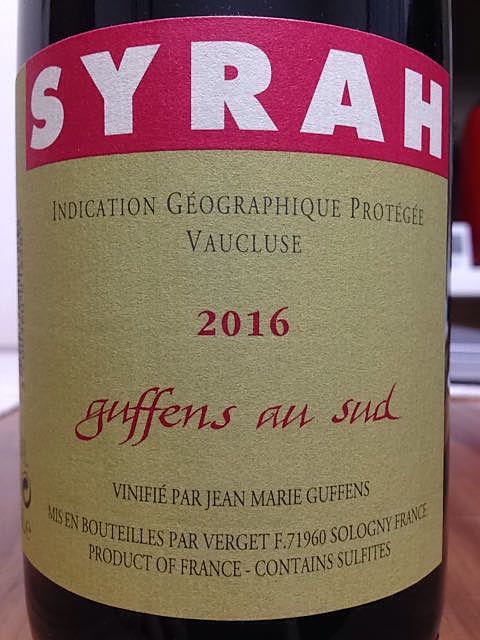 SYRAH
INDICATION GÉOGRAPHIQUE PROTÉGÉE
VAUCLUSE
2016
guffens au sud
VINIFIÉ PAR JEAN MARIE GUFFENS
MIS EN BOUTEILLES PAR VERGET F.71960 SOLOGNY FRANCE
PRODUCT OF FRANCE - CONTAINS SULFITES